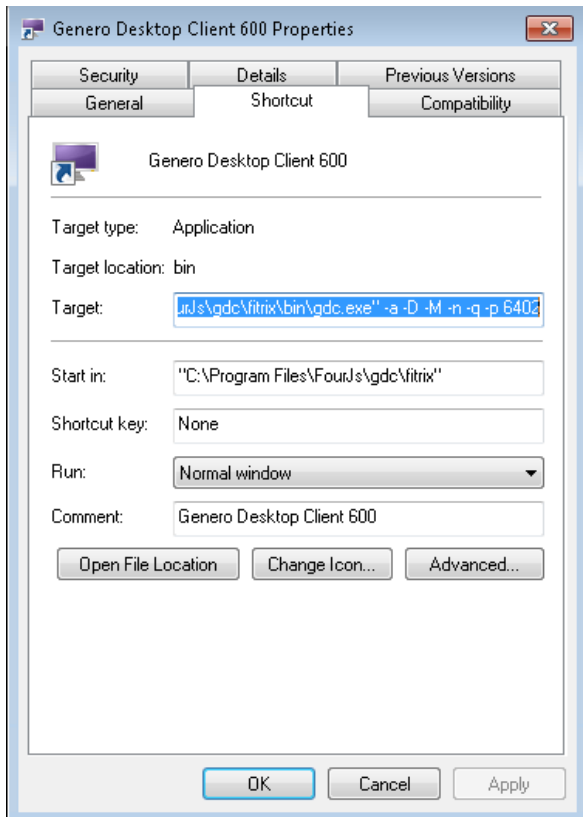 Genero Desktop Client 600 Properties
Security Details Previous Versions
General Shortcut Compatibility
Genero Desktop Client 600
Target type: Application
Target location: bin
Target: urJs\gdc\fitrix\bin\gdc.exe" -a -D -M -n -q -p 6402
Start in: "C:\Program Files\FourJs\gdc\fitrix"
Shortcut key: None
Run: Normal window
Comment: Genero Desktop Client 600
Open File Location Change Icon... Advanced...
OK Cancel Apply